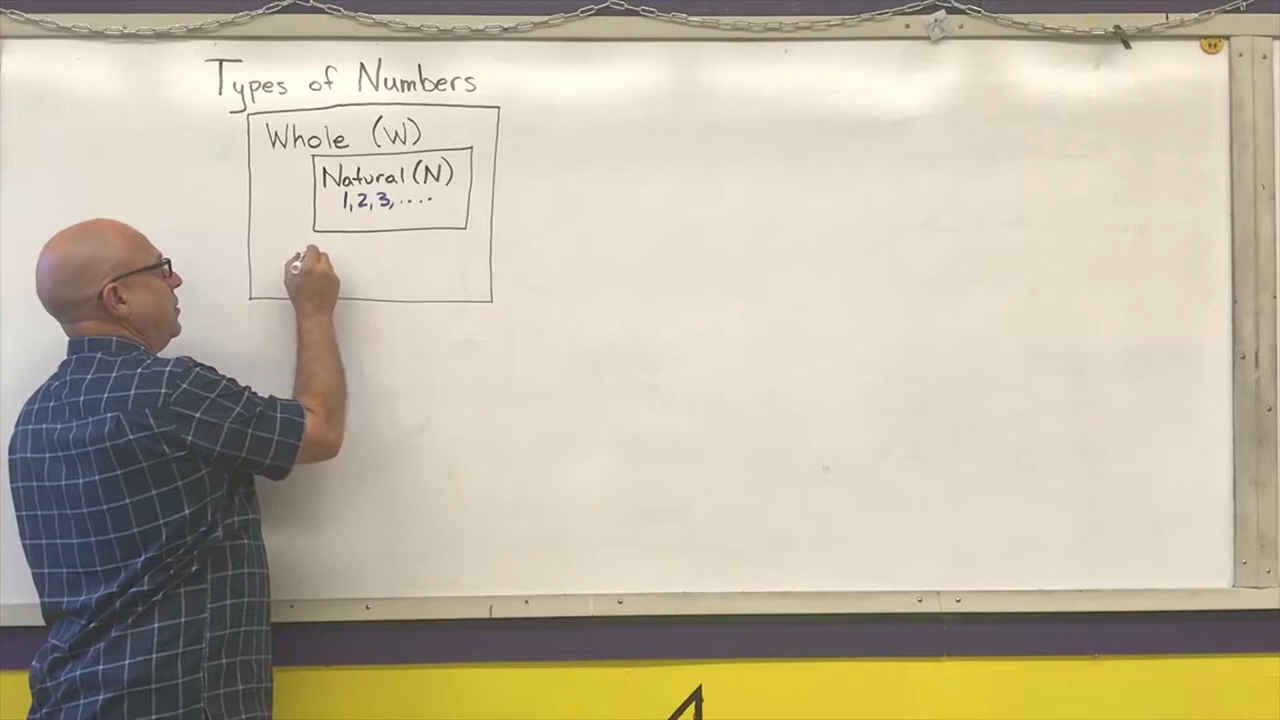 Types of Numbers
Whole (W)
Natural (N)
1, 2, 3, ....